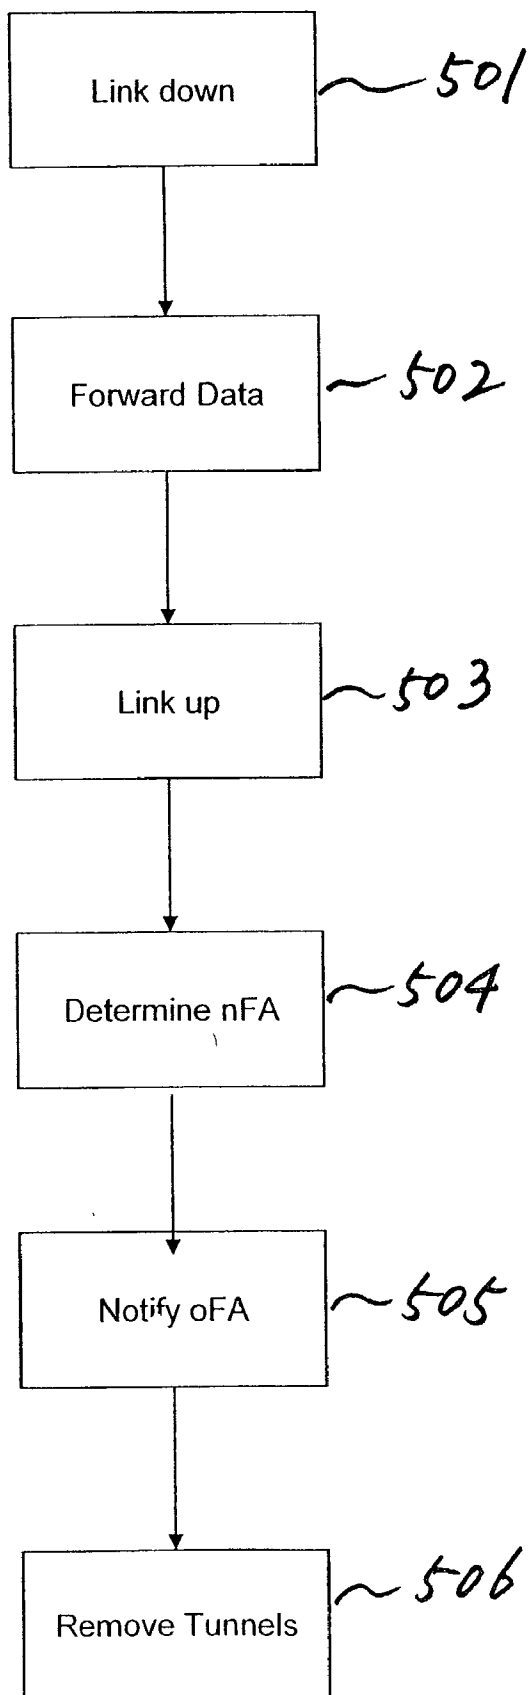 Link down
501
Forward Data
502
Link up
503
Determine nFA
504
Notify oFA
505
Remove Tunnels
506